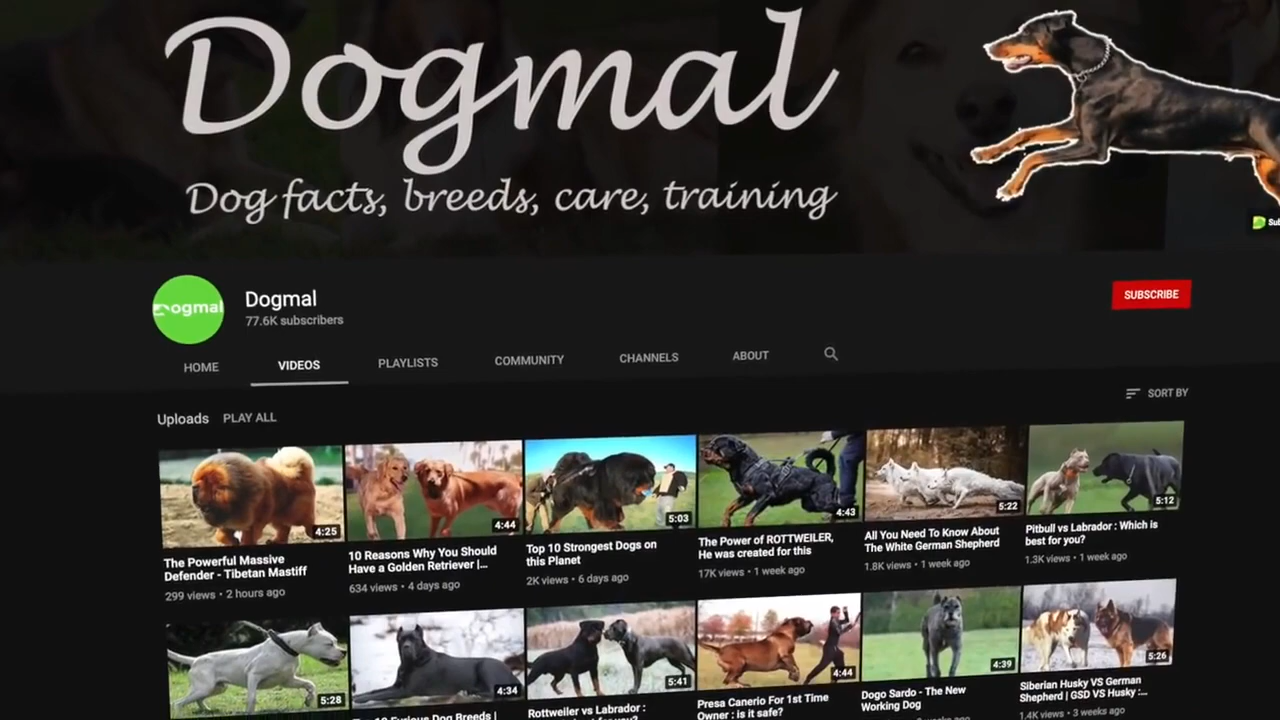 Dogmal
Dog facts, breeds, care, training
Dogmal
Dogmal
77.6K subscribers
SUBSCRIBE
HOME
VIDEOS
PLAYLISTS
COMMUNITY
CHANNELS
ABOUT
Uploads PLAY ALL
SORT BY
4:25
4:44
5:03
4:43
5:22
5:12
The Powerful Massive
Defender - Tibetan Mastiff
299 views • 2 hours ago
10 Reasons Why You Should
Have a Golden Retriever |...
634 views • 4 days ago
Top 10 Strongest Dogs on
this Planet
2K views • 6 days ago
The Power of ROTTWEILER,
He was created for this
17K views • 1 week ago
All You Need To Know About
The White German Shepherd
1.8K views • 1 week ago
Pitbull vs Labrador : Which is
best for you?
1.3K views • 1 week ago
5:28
4:34
5:41
4:44
4:39
5:26
Furious Dog Breeds |
Rottweiler vs Labrador :
Presa Canerio For 1st Time
Owner : is it safe?
Dogo Sardo - The New
Working Dog
Siberian Husky VS German
Shepherd | GSD VS Husky :...
1.4K views • 3 weeks ago